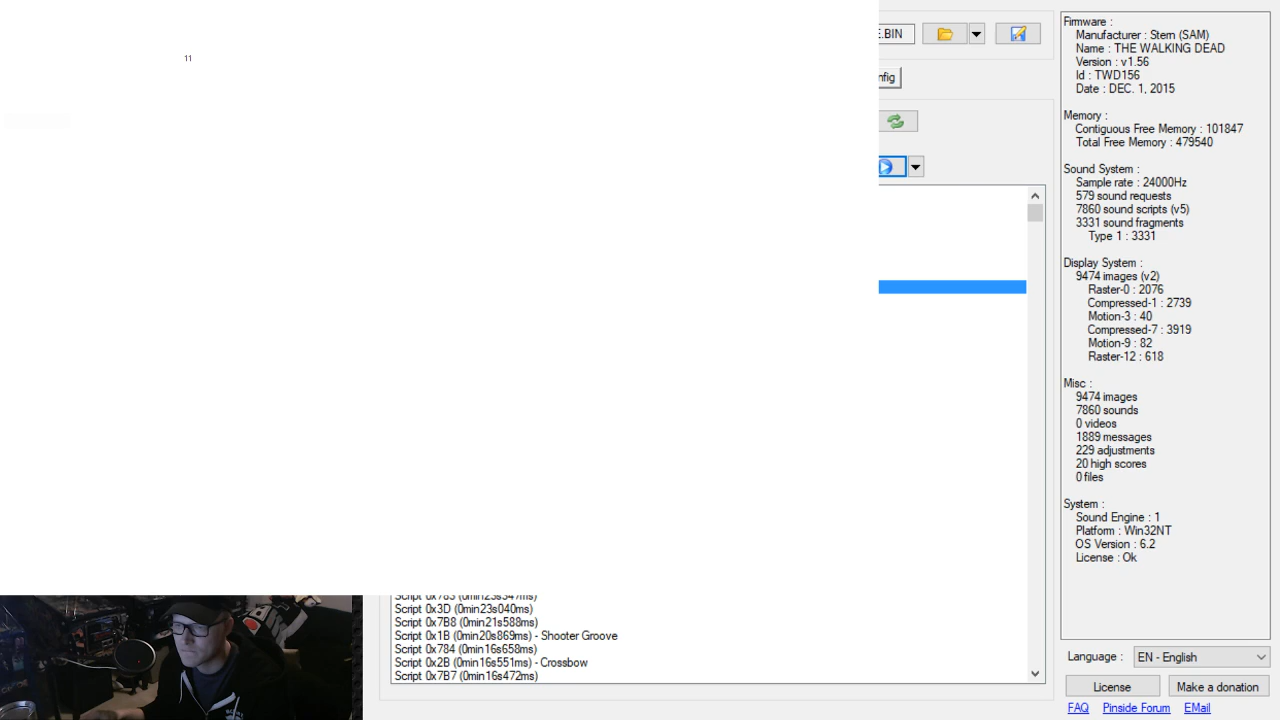 11
E.BIN
nfig
Firmware :
Manufacturer : Stern (SAM)
Name : THE WALKING DEAD
Version : v1.56
Id : TWD156
Date : DEC. 1, 2015
Memory :
Contiguous Free Memory : 101847
Total Free Memory : 479540
Sound System :
Sample rate : 24000Hz
579 sound requests
7860 sound scripts (v5)
3331 sound fragments
Type 1 : 3331
Display System :
9474 images (v2)
Raster-0 : 2076
Compressed-1 : 2739
Motion-3 : 40
Compressed-7 : 3919
Motion-9 : 82
Raster-12 : 618
Misc :
9474 images
7860 sounds
0 videos
1889 messages
229 adjustments
20 high scores
0 files
System :
Sound Engine : 1
Platform : Win32NT
OS Version : 6.2
License : Ok
Script 0x783 (0min23s347ms)
Script 0x3D (0min23s040ms)
Script 0x7B8 (0min21s588ms)
Script 0x1B (0min20s869ms) - Shooter Groove
Script 0x784 (0min16s658ms)
Script 0x2B (0min16s551ms) - Crossbow
Script 0x7B7 (0min16s472ms)
Language : EN - English
License Make a donation
FAQ Pinside Forum EMail